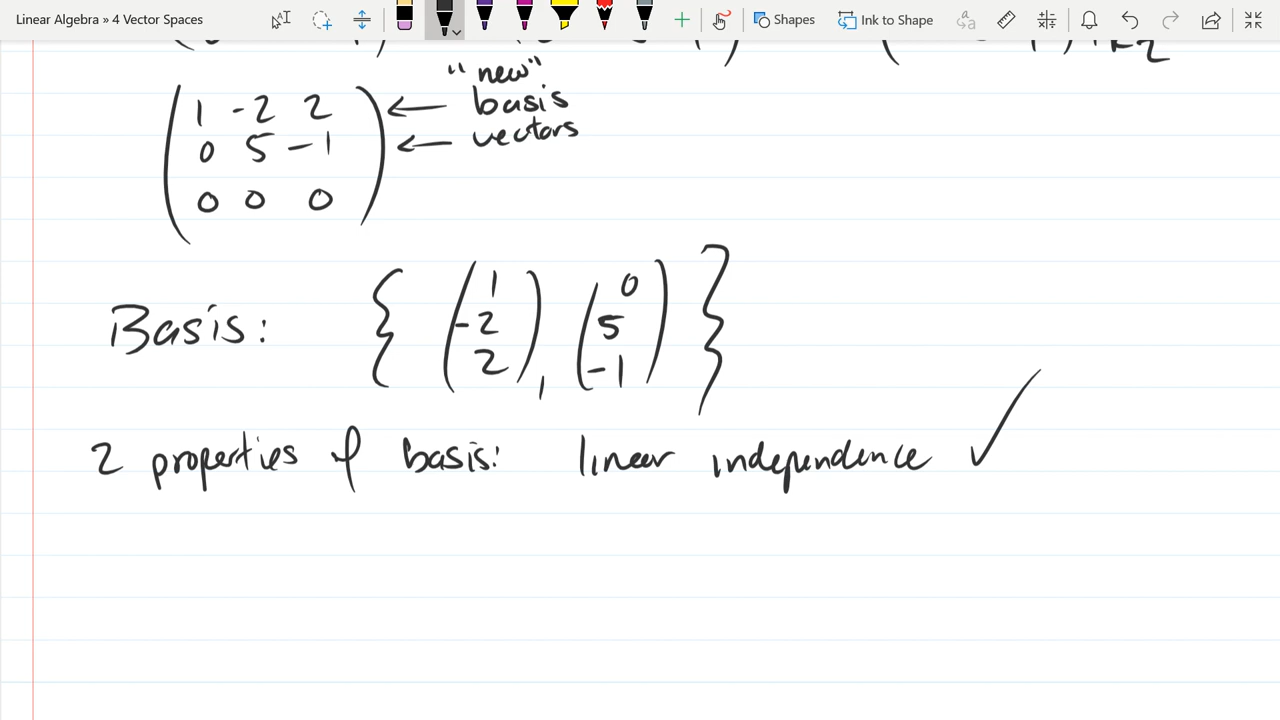 Linear Algebra » 4 Vector Spaces
Shapes
Ink to Shape
"new"
1 -2 2 ← basis
0 5 -1 ← vectors
0 0 0
Basis: { ( 1 -2 2 ) , ( 0 5 -1 ) }
2 properties of basis: linear independence ✓